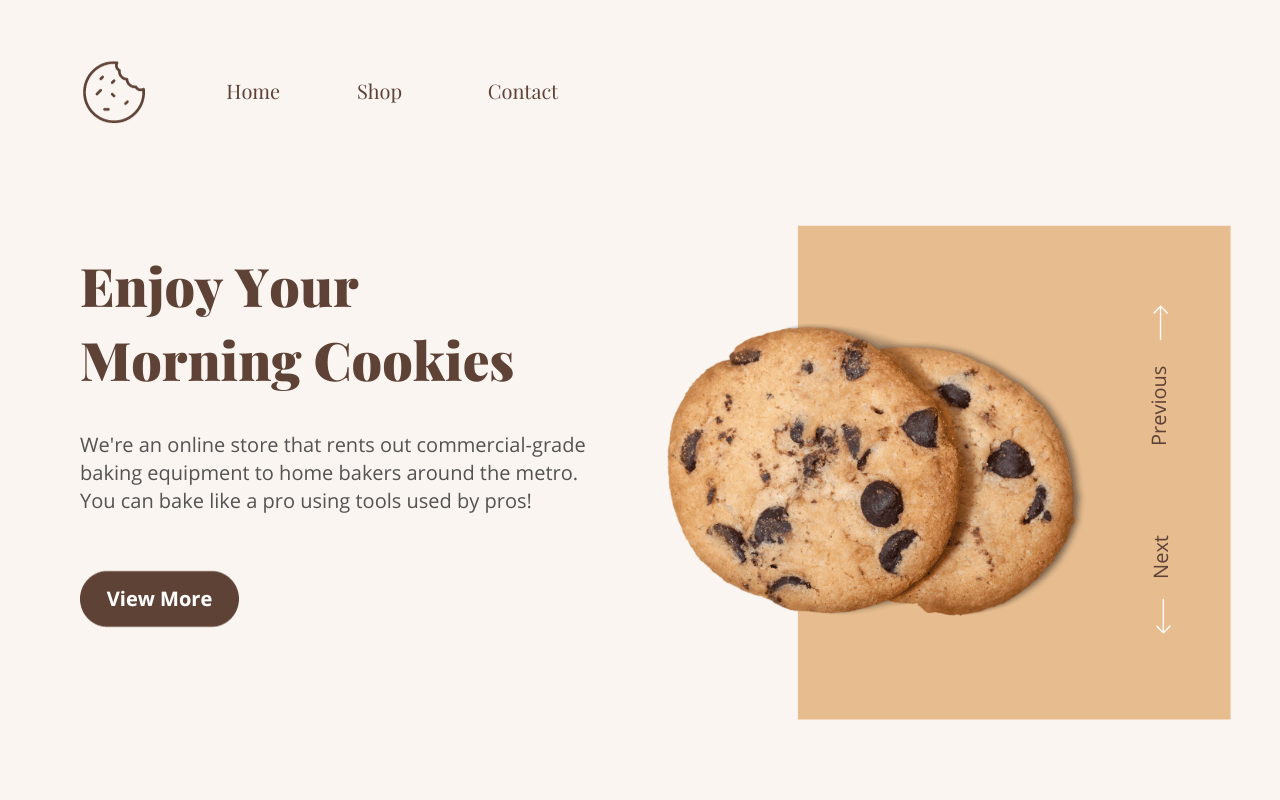 Home
Shop
Contact
Enjoy Your
Morning Cookies
We're an online store that rents out commercial-grade
baking equipment to home bakers around the metro.
You can bake like a pro using tools used by pros!
View More
Previous
Next